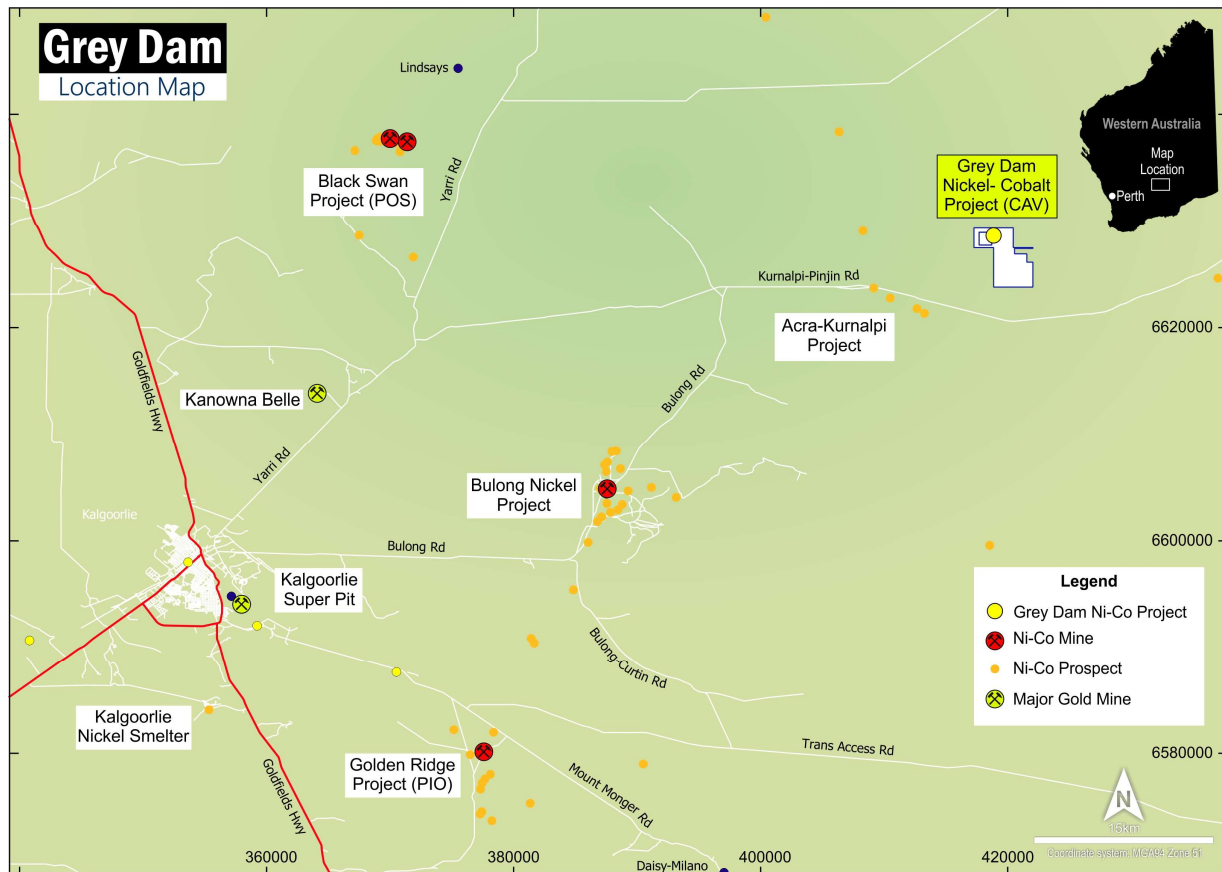 Grey Dam
Location Map
Lindsays
Western Australia
Map
Location
Perth
Black Swan
Project (POS)
Yarri Rd
Grey Dam
Nickel- Cobalt
Project (CAV)
Kurnalpi-Pinjin Rd
Acra-Kurnalpi
Project
6620000
Goldfields Hwy
Kanowna Belle
Bulong Rd
Yarri Rd
Bulong Nickel
Project
Kalgoorlie
Bulong Rd
6600000
Kalgoorlie
Super Pit
Legend
Grey Dam Ni-Co Project
Ni-Co Mine
Ni-Co Prospect
Major Gold Mine
Bulong-Curtin Rd
Kalgoorlie
Nickel Smelter
Goldfields Hwy
Golden Ridge
Project (PIO)
Mount Monger Rd
Trans Access Rd
6580000
N
15km
Coordinate system: MGA94 Zone 51
360000
380000
400000
420000
Daisy-Milano